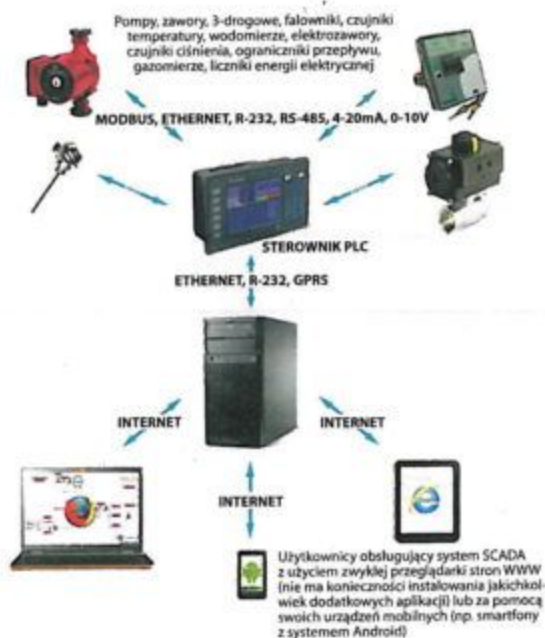 Pompy, zawory, 3-drogowe, falowniki, czujniki
temperatury, wodomierze, elektrozawory,
czujniki ciśnienia, ograniczniki przepływu,
gazomierze, liczniki energii elektrycznej
MODBUS, ETHERNET, R-232, RS-485, 4-20mA, 0-10V
STEROWNIK PLC
ETHERNET, R-232, GPRS
INTERNET
INTERNET
INTERNET
Użytkownicy obsługujący system SCADA
z użyciem zwykłej przeglądarki stron WWW
(nie ma konieczności instalowania jakichkol-
wiek dodatkowych aplikacji) lub za pomocą
swoich urządzeń mobilnych (np. smartfony
z systemem Android)